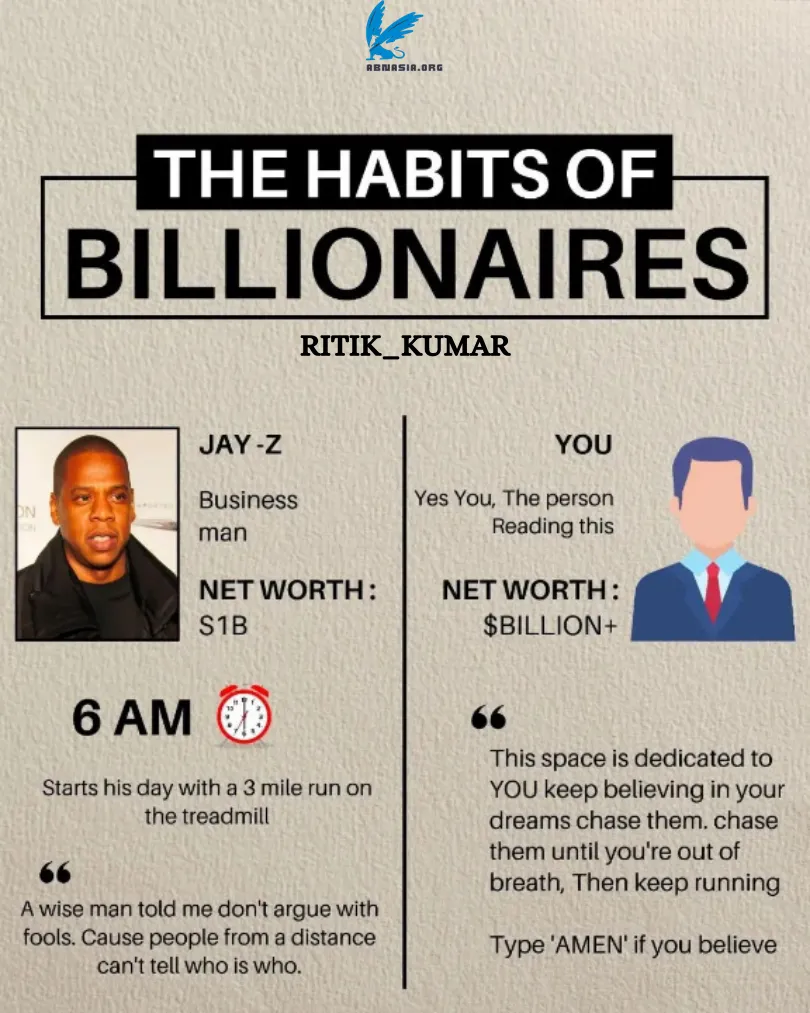 ABNASIA.ORG
THE HABITS OF
BILLIONAIRES
RITIK_KUMAR
JAY -Z
Business
man
NET WORTH :
S1B
6 AM
Starts his day with a 3 mile run on
the treadmill
“
A wise man told me don't argue with
fools. Cause people from a distance
can't tell who is who.
YOU
Yes You, The person
Reading this
NET WORTH :
$BILLION+
“
This space is dedicated to
YOU keep believing in your
dreams chase them. chase
them until you're out of
breath, Then keep running
Type 'AMEN' if you believe